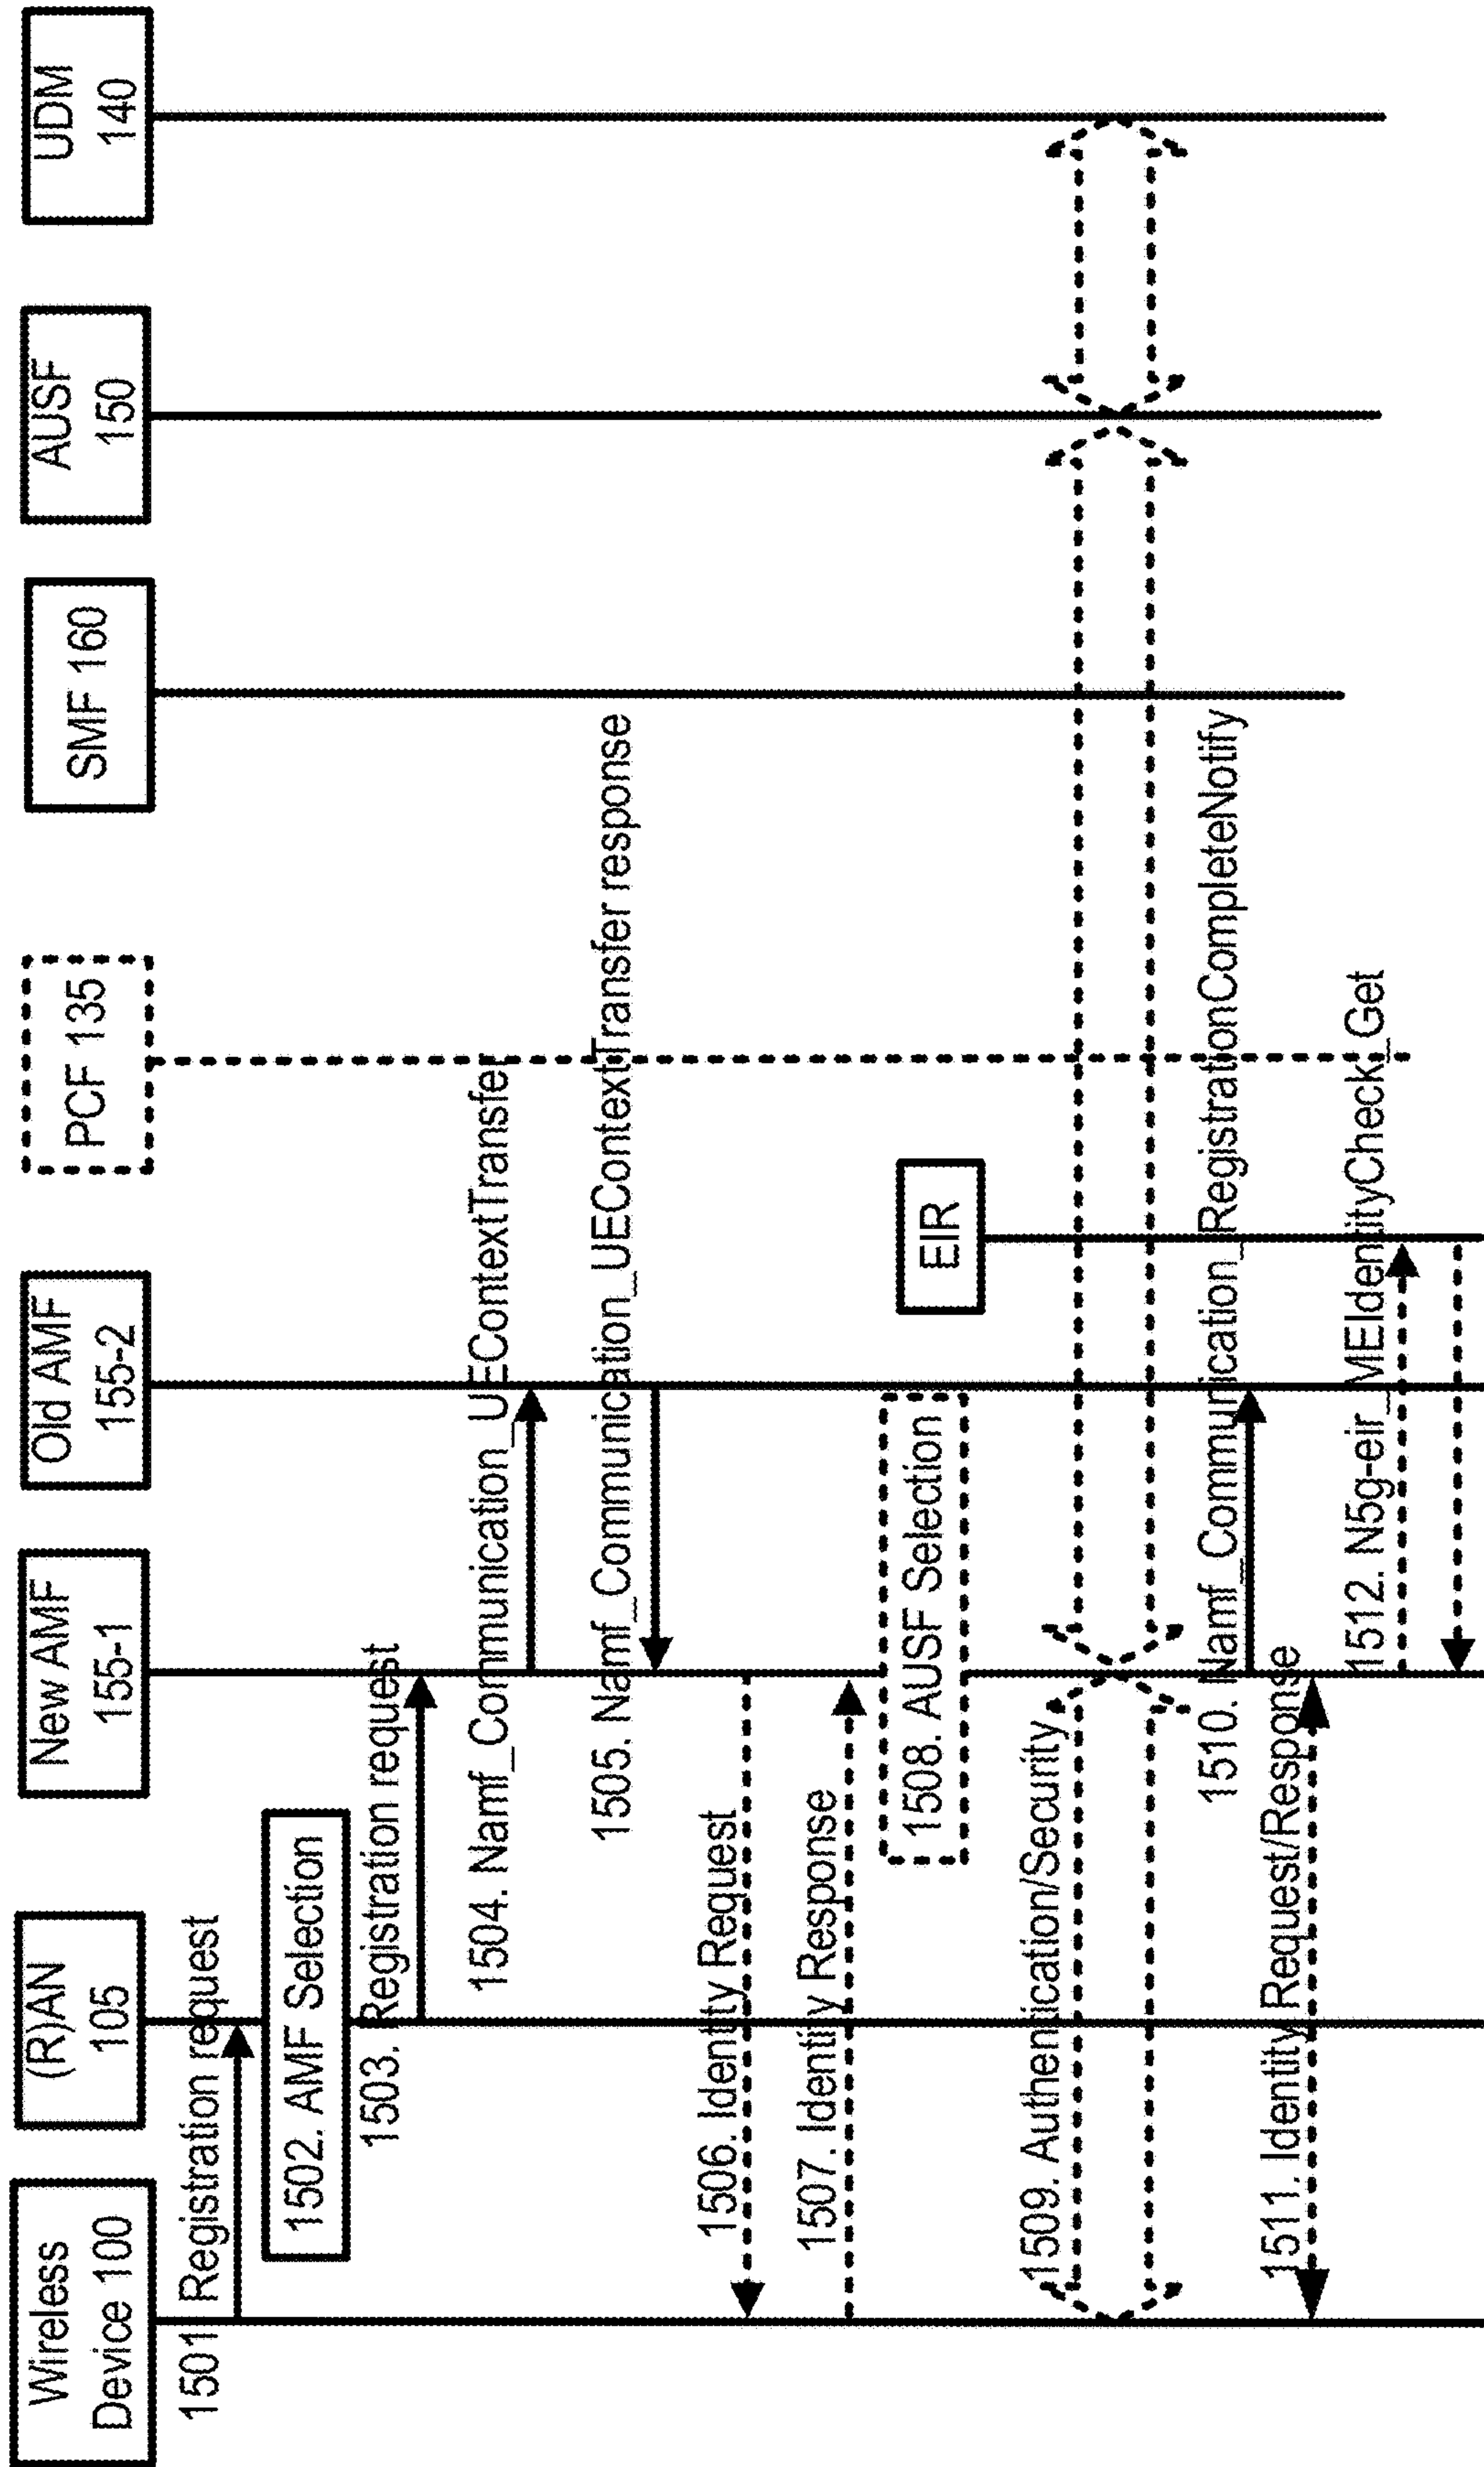 Wireless
Device 100
(R)AN
105
New AMF
155-1
Old AMF
155-2
PCF 135
SMF 160
AUSF
150
UDM
140
1501 Registration request
1502. AMF Selection
1503. Registration request
1504. Namf_Communication_UEContextTransfer
1505. Namf_Communication_UEContextTransfer response
1506. Identity Request
1507. Identity Response
1508. AUSF Selection
EIR
1509. Authentication/Security
1510. Namf_Communication_RegistrationCompleteNotify
1511. Identity Request/Response
1512. N5g-eir_MEIdentityCheck_Get